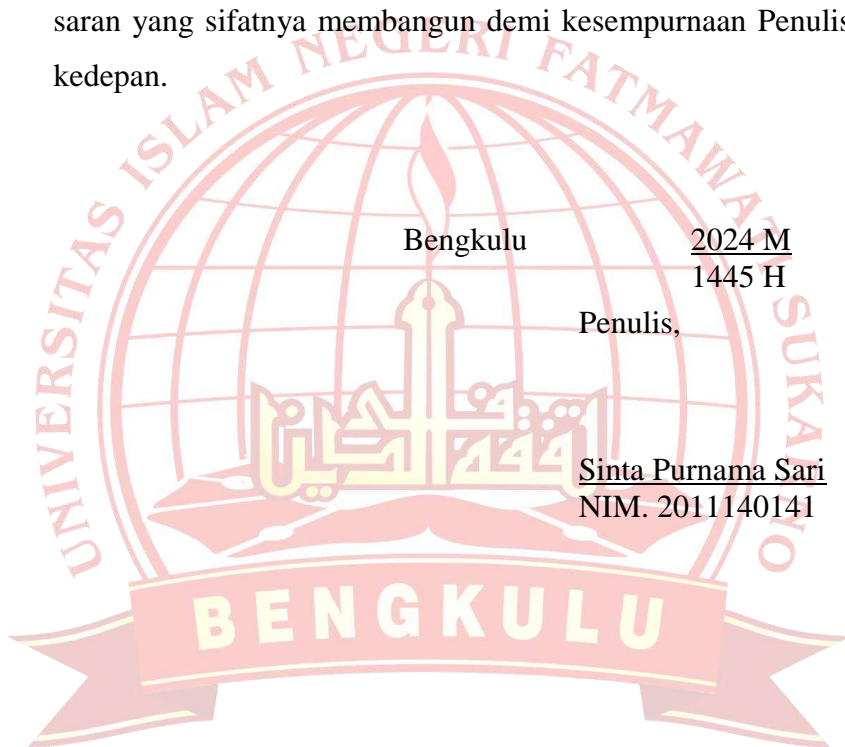 saran yang sifatnya membangun demi kesempurnaan Penulis
kedepan.
UNIVERSITAS ISLAM NEGERI FATMAWATI SUKARNO
Bengkulu 2024 M
1445 H
Penulis,
Sinta Purnama Sari
NIM. 2011140141
BENGKULU